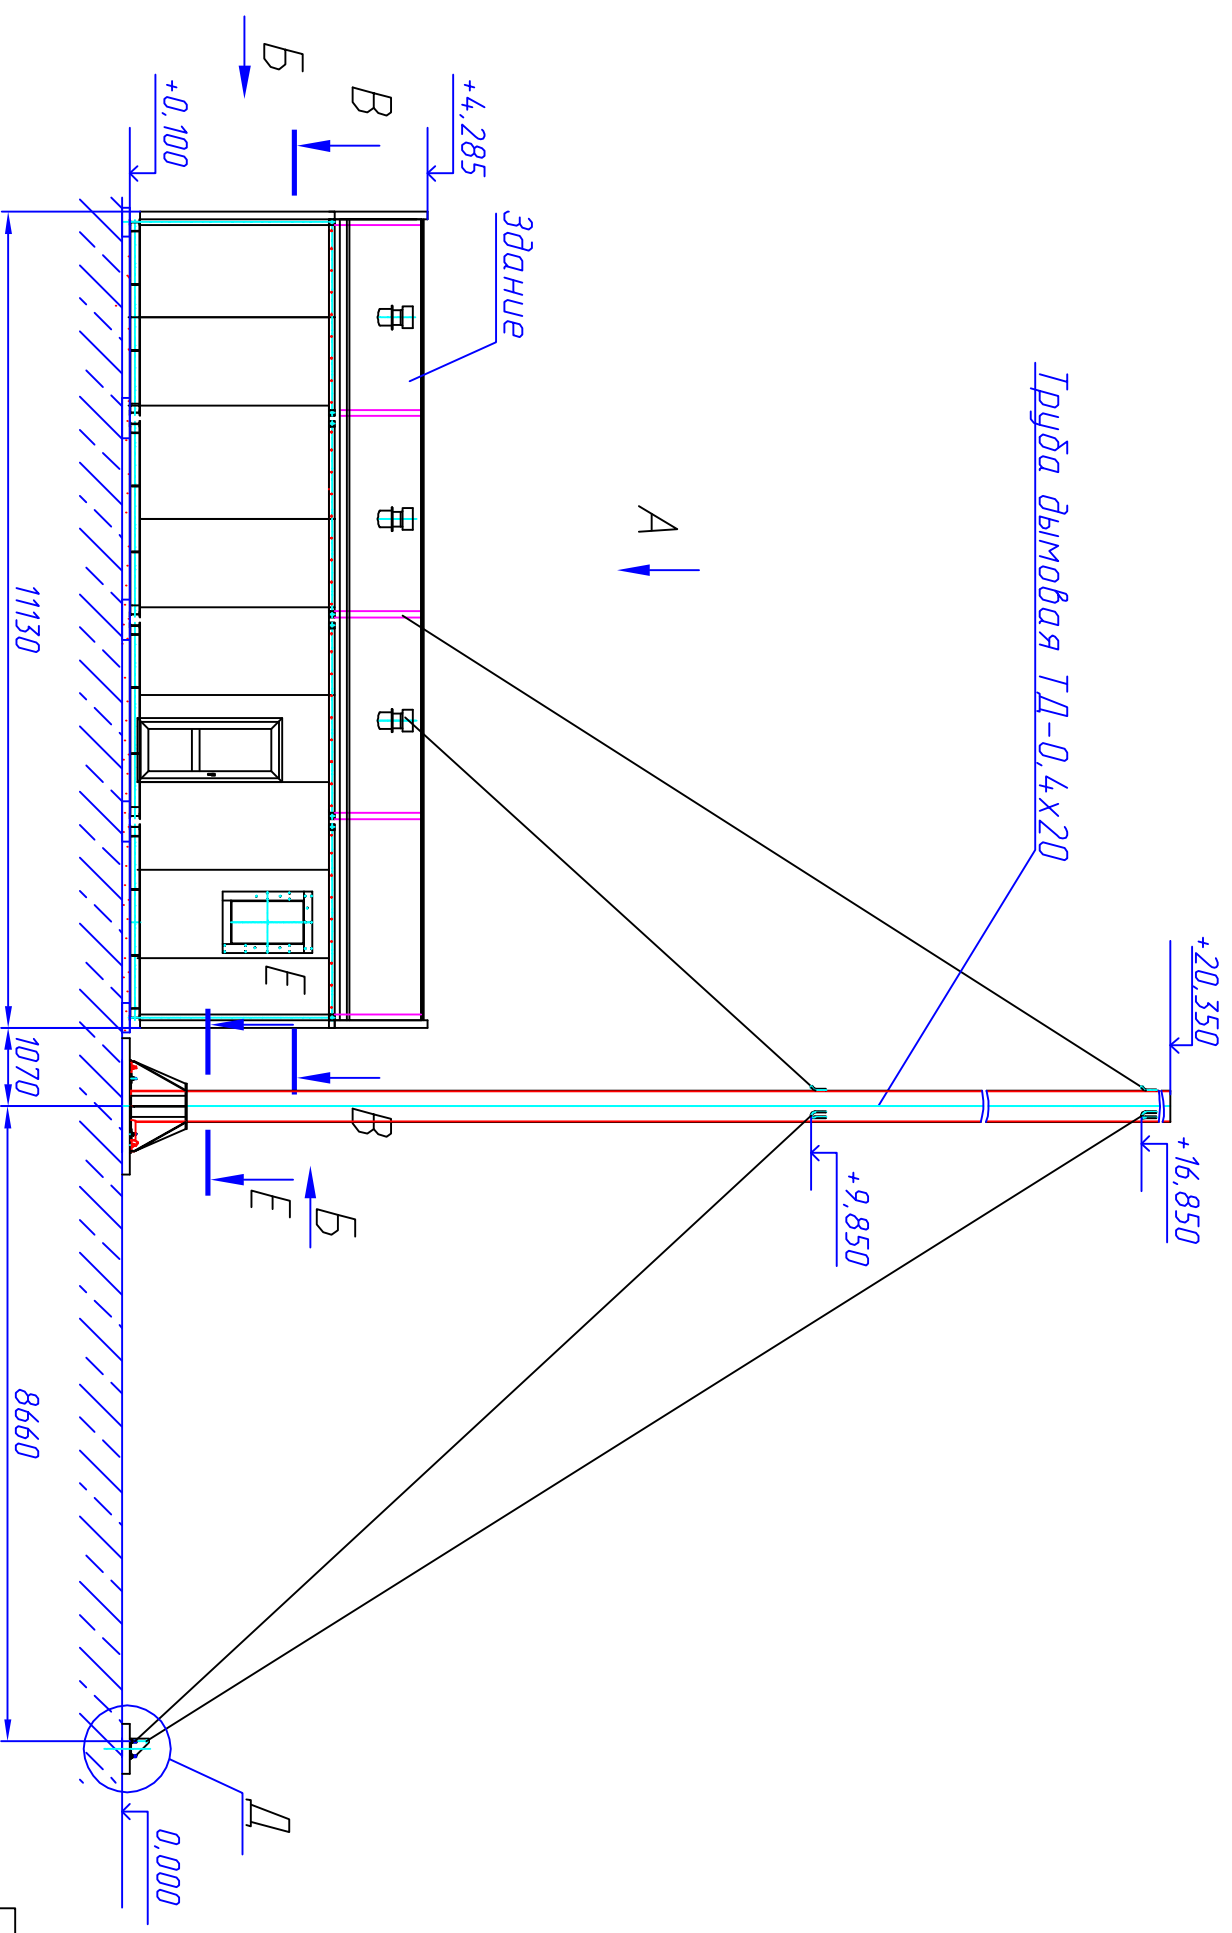 +20,350
+16,850
Труба дымовая ТД-0,4х20
+9,850
А
Здание
+4,285
В
В
Б
Б
Е
Е
Д
+0,100
0,000
11130
1070
8660